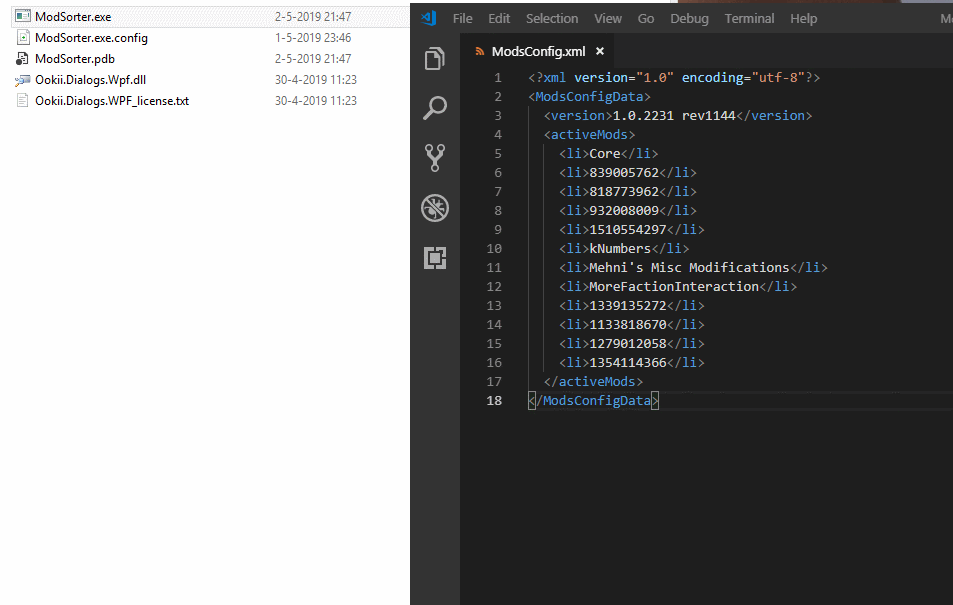 ModSorter.exe 2-5-2019 21:47
ModSorter.exe.config 1-5-2019 23:46
ModSorter.pdb 2-5-2019 21:47
Ookii.Dialogs.Wpf.dll 30-4-2019 11:23
Ookii.Dialogs.WPF_license.txt 30-4-2019 11:23
File Edit Selection View Go Debug Terminal Help Mo
ModsConfig.xml ×
1 <?xml version="1.0" encoding="utf-8"?>
2 <ModsConfigData>
3 <version>1.0.2231 rev1144</version>
4 <activeMods>
5 <li>Core</li>
6 <li>839005762</li>
7 <li>818773962</li>
8 <li>932008009</li>
9 <li>1510554297</li>
10 <li>kNumbers</li>
11 <li>Mehni's Misc Modifications</li>
12 <li>MoreFactionInteraction</li>
13 <li>1339135272</li>
14 <li>1133818670</li>
15 <li>1279012058</li>
16 <li>1354114366</li>
17 </activeMods>
18 </ModsConfigData>